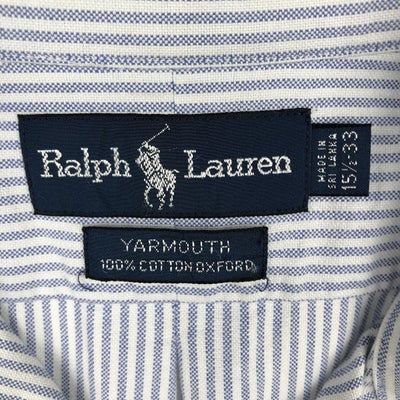 Ralph Lauren
MADE IN
SRI LANKA
15½-33
YARMOUTH
100% COTTON OXFORD